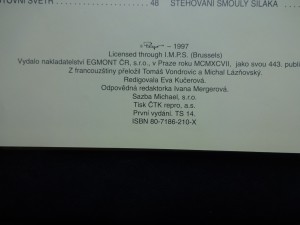 48 STĚHOVÁNÍ ŠMOULY SILÁKA
Peyo – 1997
Licensed through I.M.P.S. (Brussels)
Vydalo nakladatelství EGMONT ČR, s.r.o., v Praze roku MCMXCVII, jako svou 443. publi
Z francouzštiny přeložil Tomáš Vondrovic a Michal Lázňovský.
Redigovala Eva Kučerová.
Odpovědná redaktorka Ivana Mergerová.
Sazba Michael, s.r.o.
Tisk ČTK repro, a.s.
První vydání. TS 14.
ISBN 80-7186-210-X